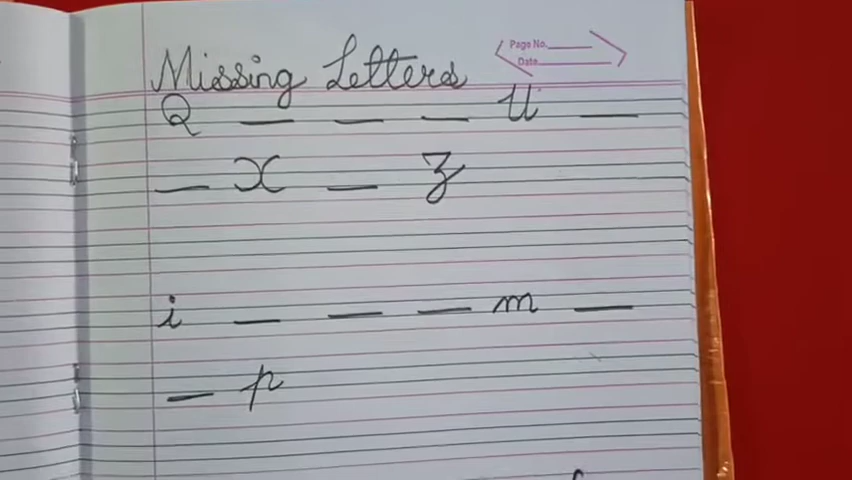 Missing Letters
Page No.
Date
Q _ _ _ U _
_ X _ Z
i _ _ _ m _
_ p